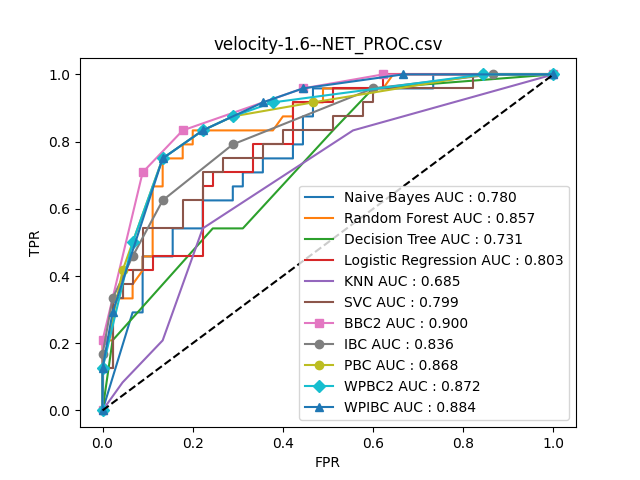 velocity-1.6--NET_PROC.csv
1.0
0.8
0.6
0.4
0.2
0.0
TPR
Naive Bayes AUC : 0.780
Random Forest AUC : 0.857
Decision Tree AUC : 0.731
Logistic Regression AUC : 0.803
KNN AUC : 0.685
SVC AUC : 0.799
BBC2 AUC : 0.900
IBC AUC : 0.836
PBC AUC : 0.868
WPBC2 AUC : 0.872
WPIBC AUC : 0.884
0.0 0.2 0.4 0.6 0.8 1.0
FPR